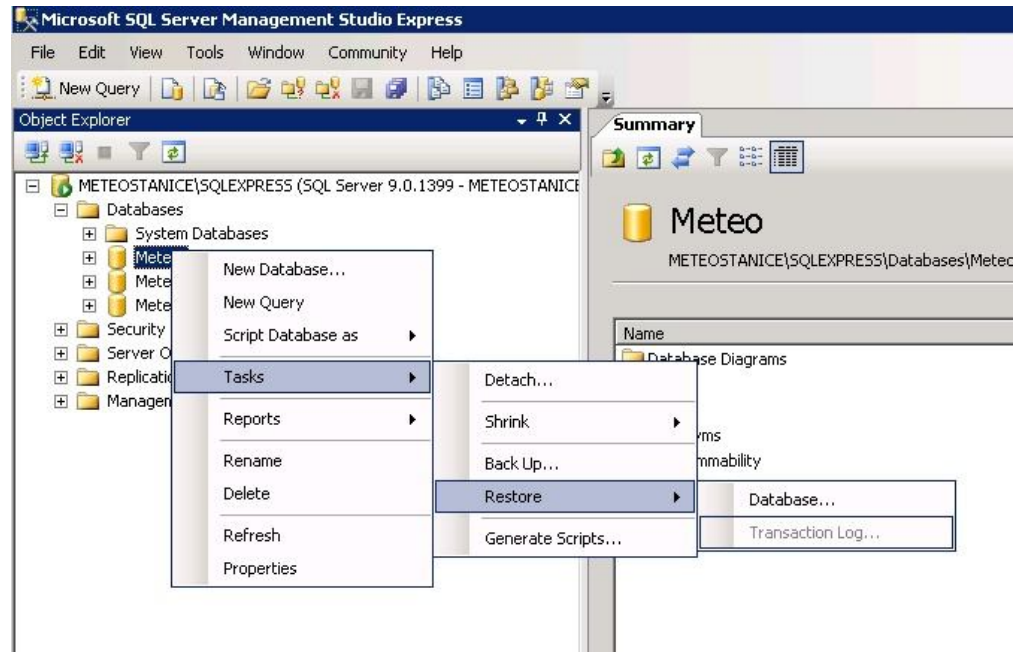 Microsoft SQL Server Management Studio Express
File Edit View Tools Window Community Help
New Query
Object Explorer
Summary
METEOSTANICE\SQLEXPRESS (SQL Server 9.0.1399 - METEOSTANICE
Databases
System Databases
Mete
Mete
Mete
Security
Server O
Replicatio
Managem
New Database...
New Query
Script Database as
Tasks
Reports
Rename
Delete
Refresh
Properties
Detach...
Shrink
Back Up...
Restore
Generate Scripts...
Database...
Transaction Log...
Meteo
METEOSTANICE\SQLEXPRESS\Databases\Meteo
Name
Database Diagrams
yms
mmability